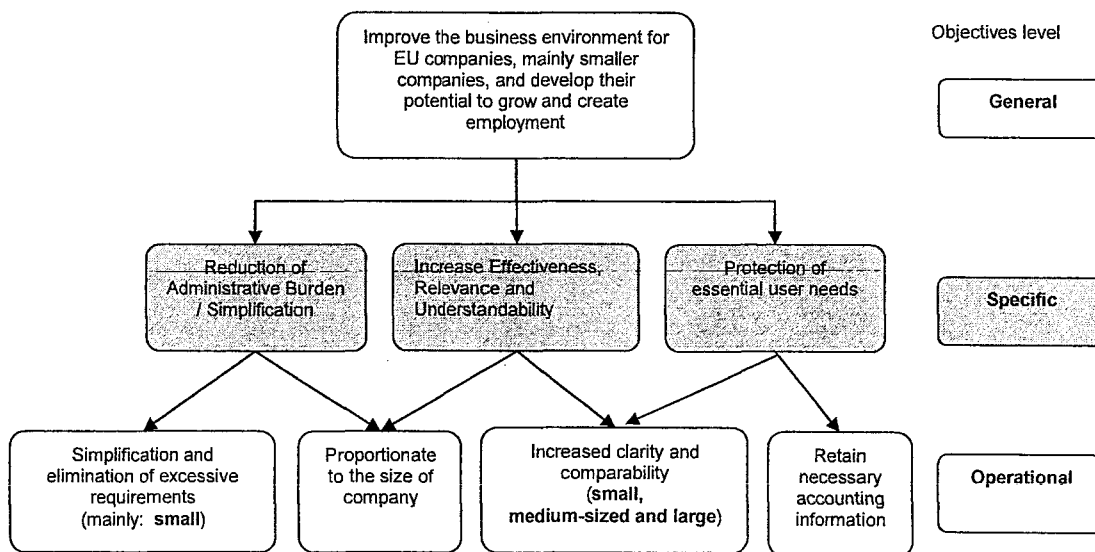 Improve the business environment for
EU companies, mainly smaller
companies, and develop their
potential to grow and create
employment
Objectives level
General
Reduction of
Administrative Burden
/ Simplification
Increase Effectiveness,
Relevance and
Understandability
Protection of
essential user needs
Specific
Simplification and
elimination of excessive
requirements
(mainly: small)
Proportionate
to the size of
company
Increased clarity and
comparability
(small,
medium-sized and large)
Retain
necessary
accounting
information
Operational